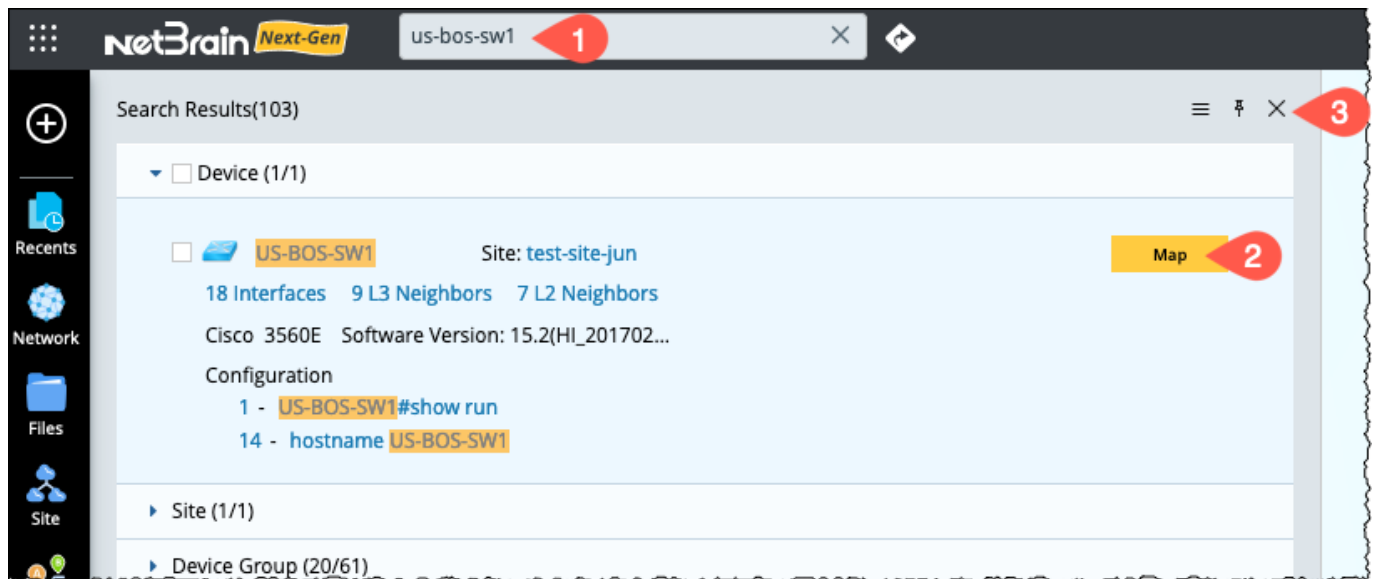 NetBrain Next-Gen
us-bos-sw1
1
Search Results(103)
3
Device (1/1)
US-BOS-SW1 Site: test-site-jun
Map
2
18 Interfaces 9 L3 Neighbors 7 L2 Neighbors
Cisco 3560E Software Version: 15.2(HI_201702...
Configuration
1 - US-BOS-SW1#show run
14 - hostname US-BOS-SW1
Site (1/1)
Device Group (20/61)
Recents
Network
Files
Site